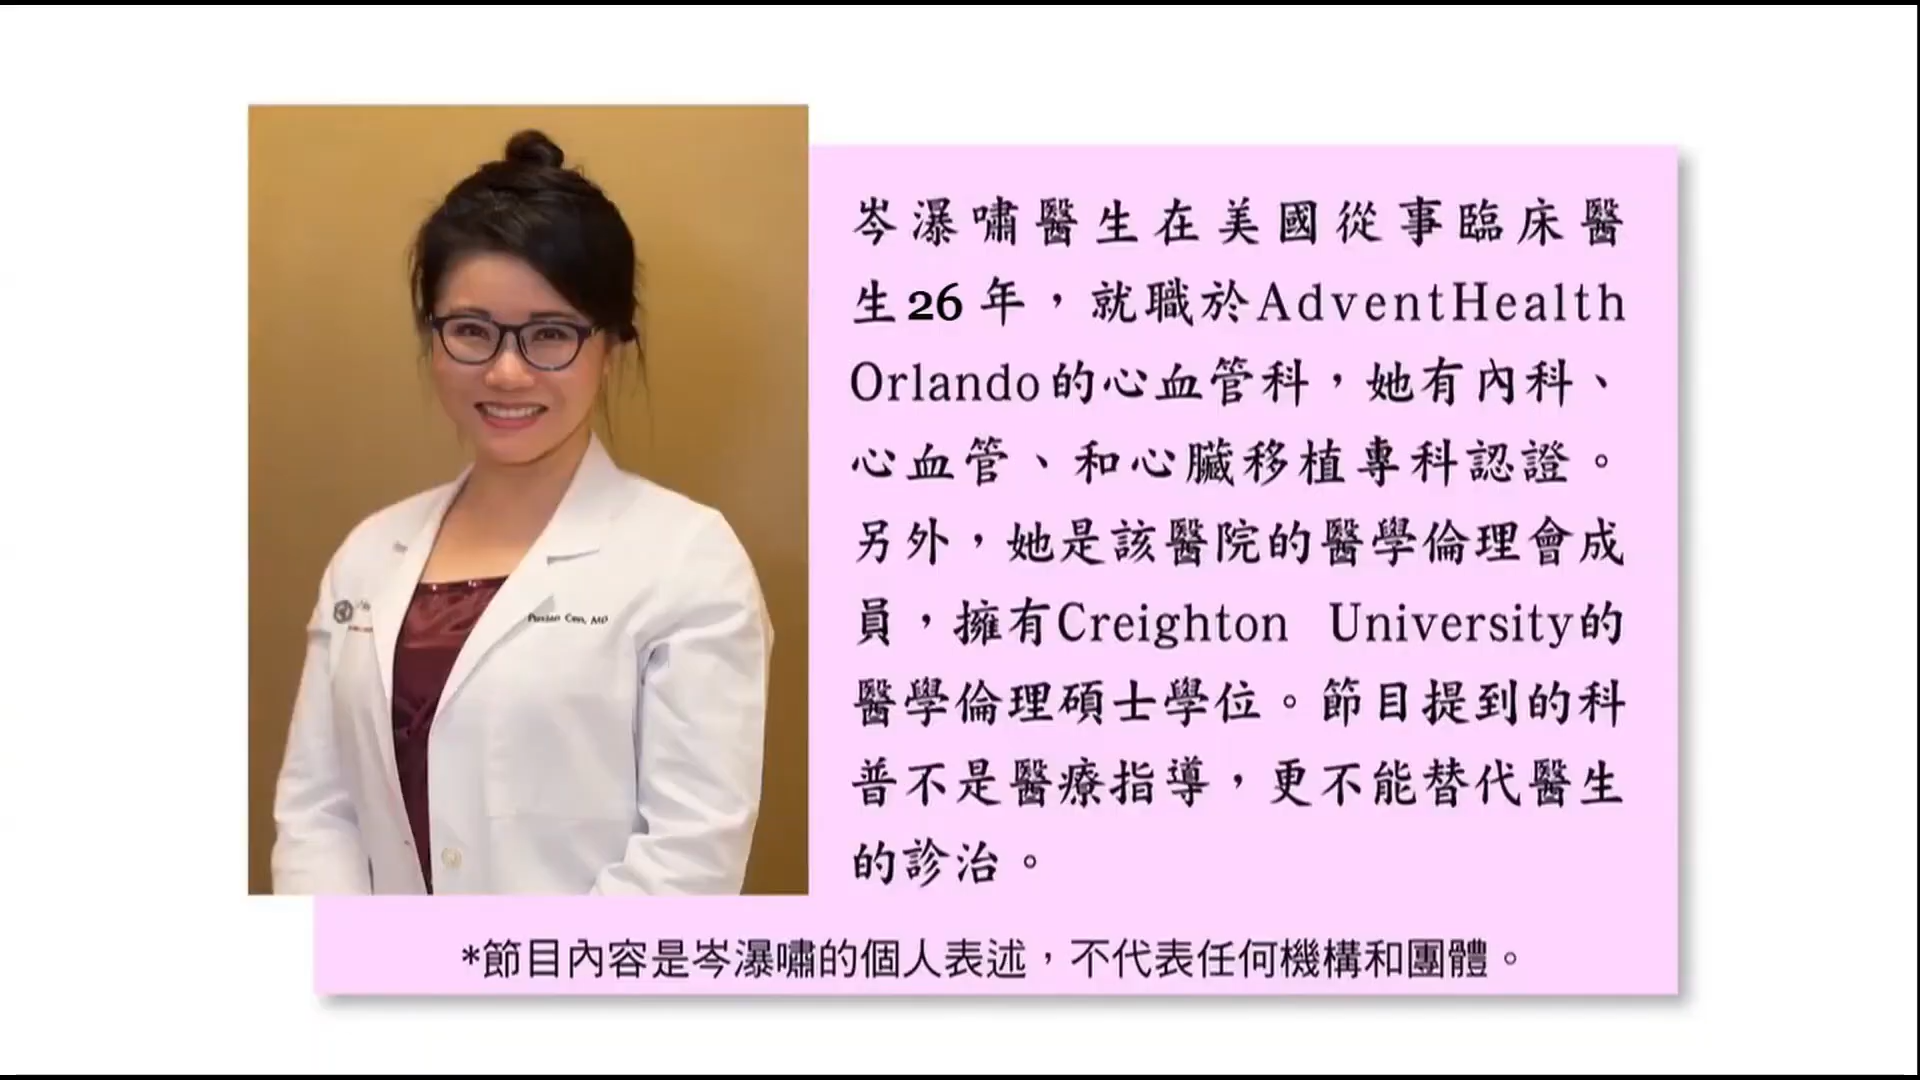 岑瀑嘯醫生在美國從事臨床醫
生26年，就職於AdventHealth
Orlando的心血管科，她有內科、
心血管、和心臟移植專科認證。
另外，她是該醫院的醫學倫理會成
員，擁有Creighton University的
醫學倫理碩士學位。節目提到的科
普不是醫療指導，更不能替代醫生
的診治。
*節目內容是岑瀑嘯的個人表述，不代表任何機構和團體。
Puxiao Cen, MD